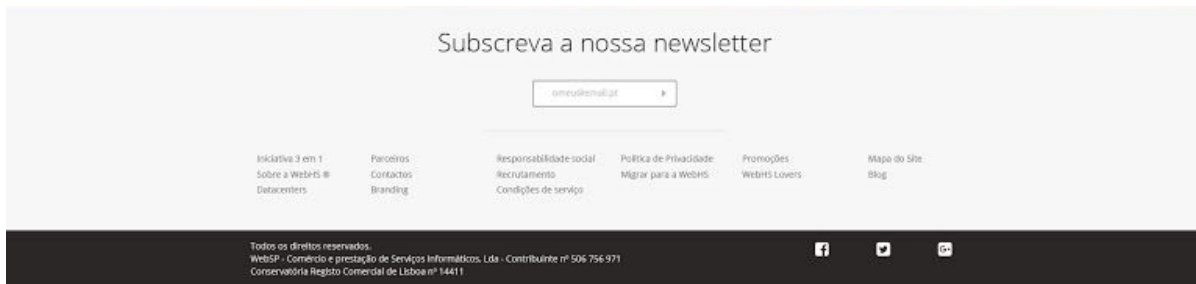 Subscreva a nossa newsletter
omeu@email.pt
Iniciativa 3 em 1
Sobre a WebHS ®
Datacenters
Parceiros
Contactos
Branding
Responsabilidade social
Recrutamento
Condições de serviço
Política de Privacidade
Migrar para a WebHS
Promoções
WebHS Lovers
Mapa do Site
Blog
Todos os direitos reservados.
WebSP - Comércio e prestação de Serviços Informáticos, Lda - Contribuinte nº 506 756 971
Conservatória Registo Comercial de Lisboa nº 14411